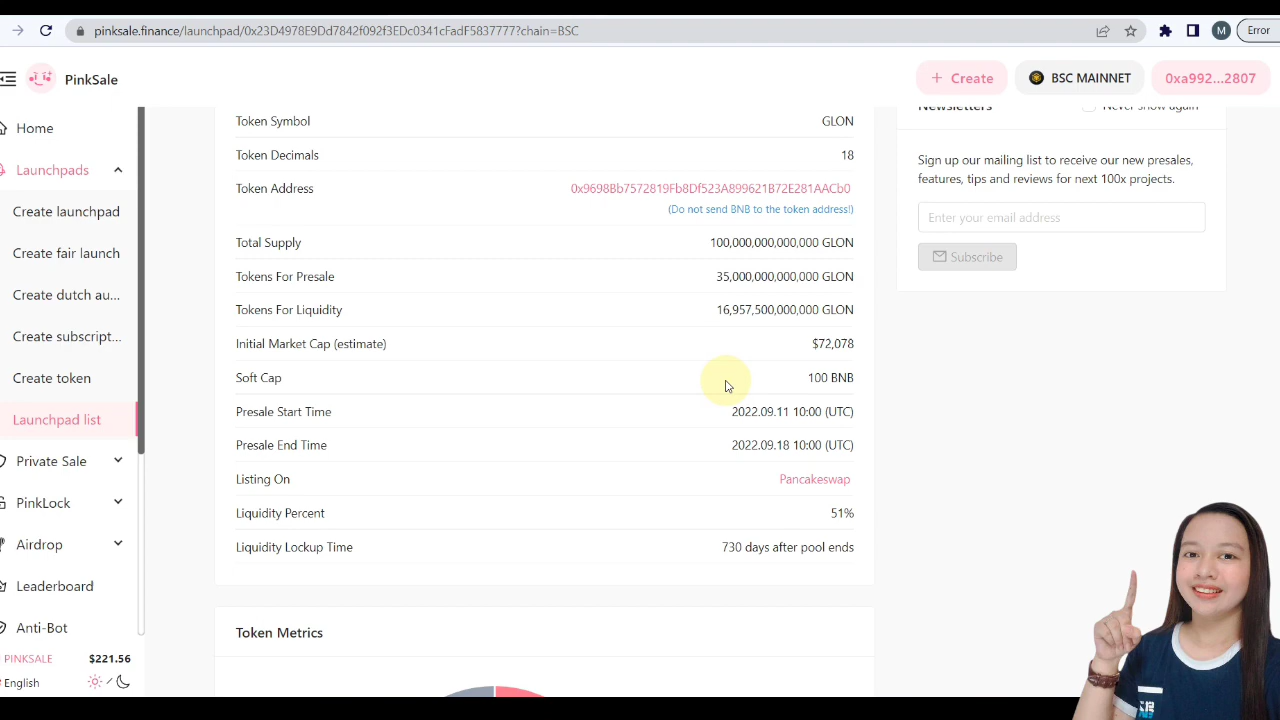 pinksale.finance/launchpad/0x23D4978E9Dd7842f092f3EDc0341cFadF5837777?chain=BSC
M
Error
PinkSale
+ Create
BSC MAINNET
0xa992...2807
Home
Launchpads
Create launchpad
Create fair launch
Create dutch au...
Create subscript...
Create token
Launchpad list
Private Sale
PinkLock
Airdrop
Leaderboard
Anti-Bot
PINKSALE $221.56
English
Token Symbol GLON
Token Decimals 18
Token Address 0x9698Bb7572819Fb8Df523A899621B72E281AACb0
(Do not send BNB to the token address!)
Total Supply 100,000,000,000,000 GLON
Tokens For Presale 35,000,000,000,000 GLON
Tokens For Liquidity 16,957,500,000,000 GLON
Initial Market Cap (estimate) $72,078
Soft Cap 100 BNB
Presale Start Time 2022.09.11 10:00 (UTC)
Presale End Time 2022.09.18 10:00 (UTC)
Listing On Pancakeswap
Liquidity Percent 51%
Liquidity Lockup Time 730 days after pool ends
Token Metrics
Newsletters Never show again
Sign up our mailing list to receive our new presales,
features, tips and reviews for next 100x projects.
Enter your email address
Subscribe